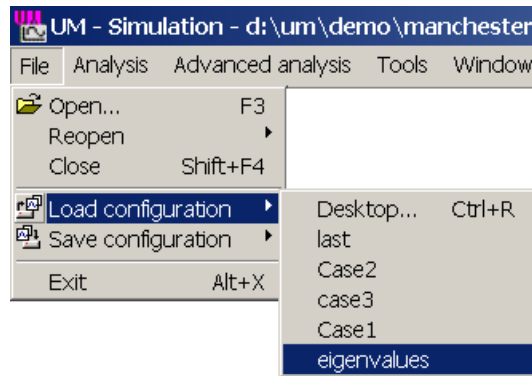 UM - Simulation - d:\um\demo\manchester
File Analysis Advanced analysis Tools Window
Open... F3
Reopen
Close Shift+F4
Load configuration
Save configuration
Exit Alt+X
Desktop... Ctrl+R
last
Case2
case3
Case1
eigenvalues